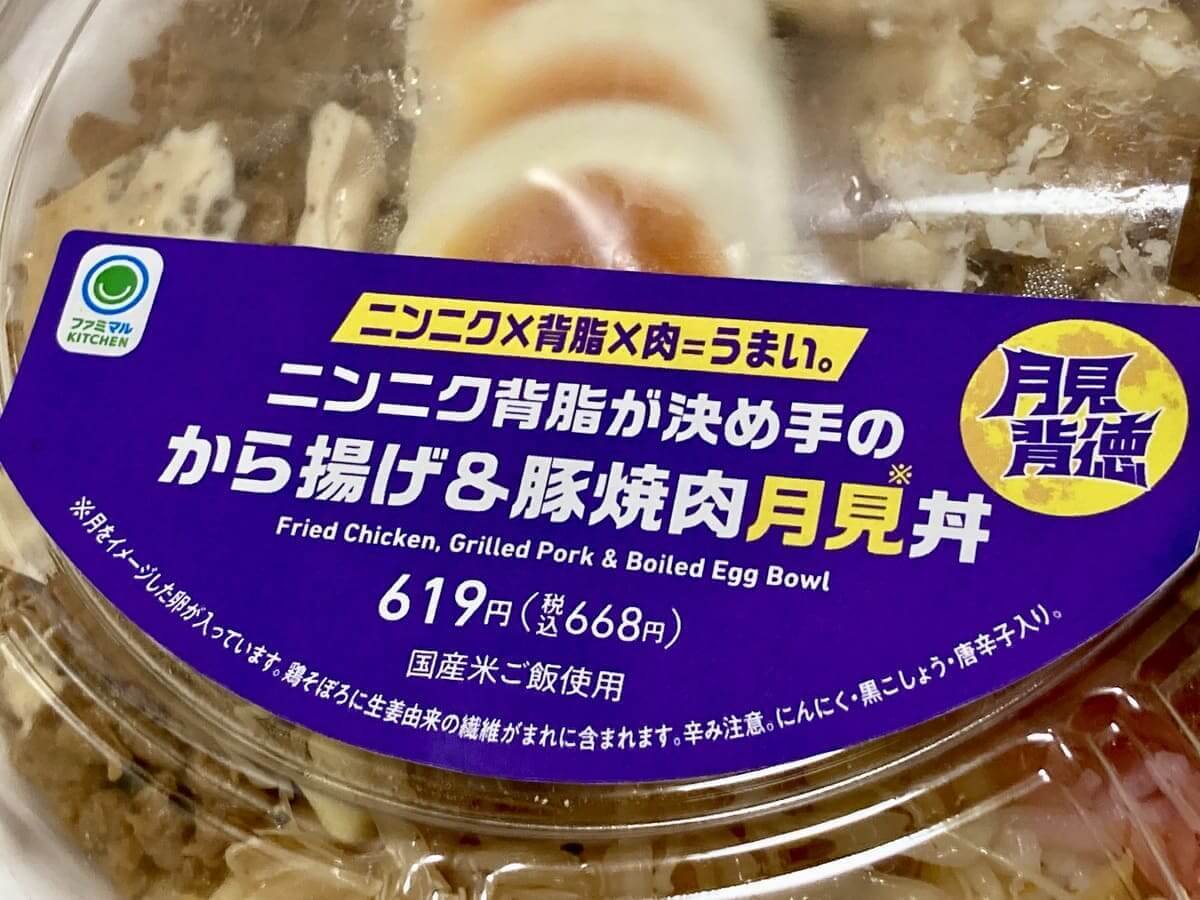 ファミマル
KITCHEN
ニンニク×背脂×肉=うまい。
ニンニク背脂が決め手の
から揚げ&豚焼肉月見※丼
Fried Chicken, Grilled Pork & Boiled Egg Bowl
619円(税込668円)
国産米ご飯使用
※月をイメージした卵が入っています。鶏そぼろに生姜由来の繊維がまれに含まれます。辛み注意。にんにく・黒こしょう・唐辛子入り。
月見
背徳